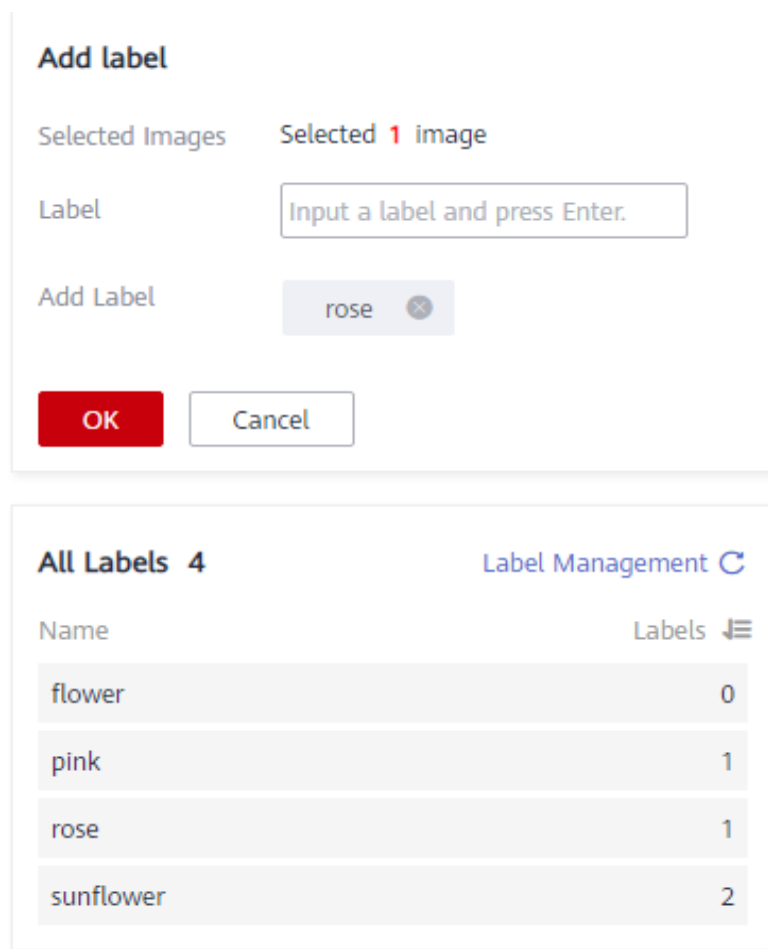 Add label
Selected Images Selected 1 image
Label Input a label and press Enter.
Add Label rose
OK Cancel
All Labels 4 Label Management
Name Labels
flower 0
pink 1
rose 1
sunflower 2